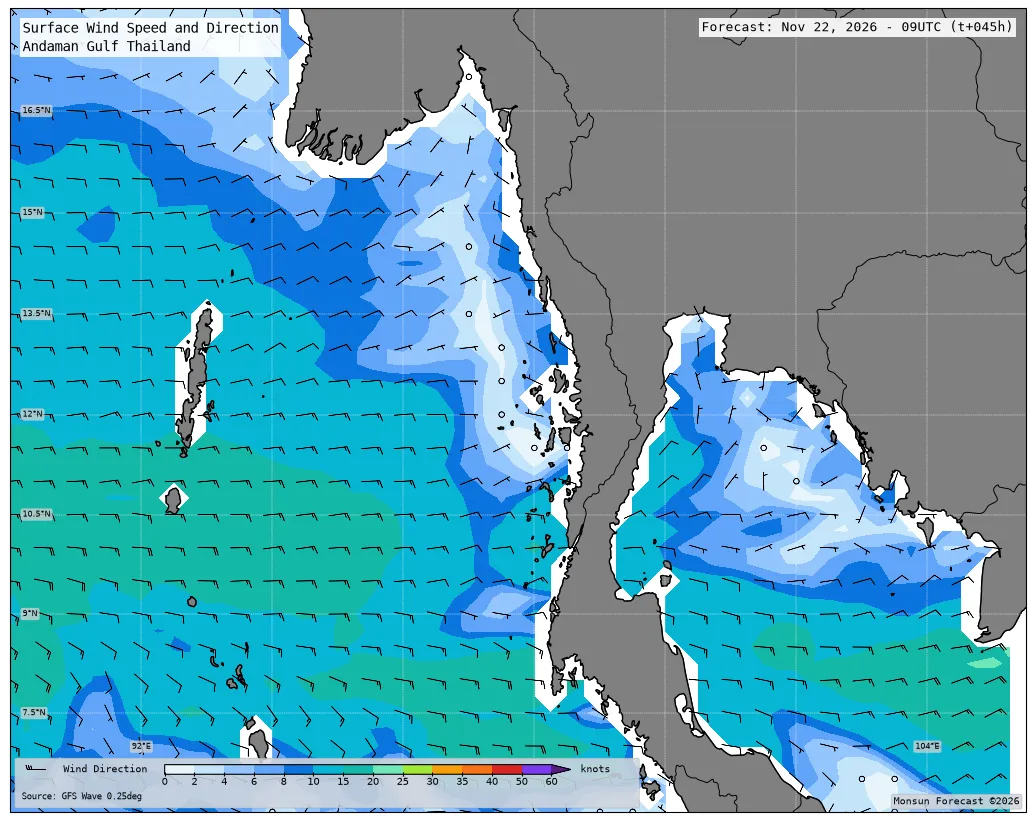 Surface Wind Speed and Direction
Andaman Gulf Thailand
Forecast: Nov 22, 2026 - 09UTC (t+045h)
16.5°N
15°N
13.5°N
12°N
10.5°N
9°N
7.5°N
92°E
104°E
Wind Direction
knots
0 2 4 6 8 10 15 20 25 30 35 40 50 60
Source: GFS Wave 0.25deg
Monsun Forecast ©2026